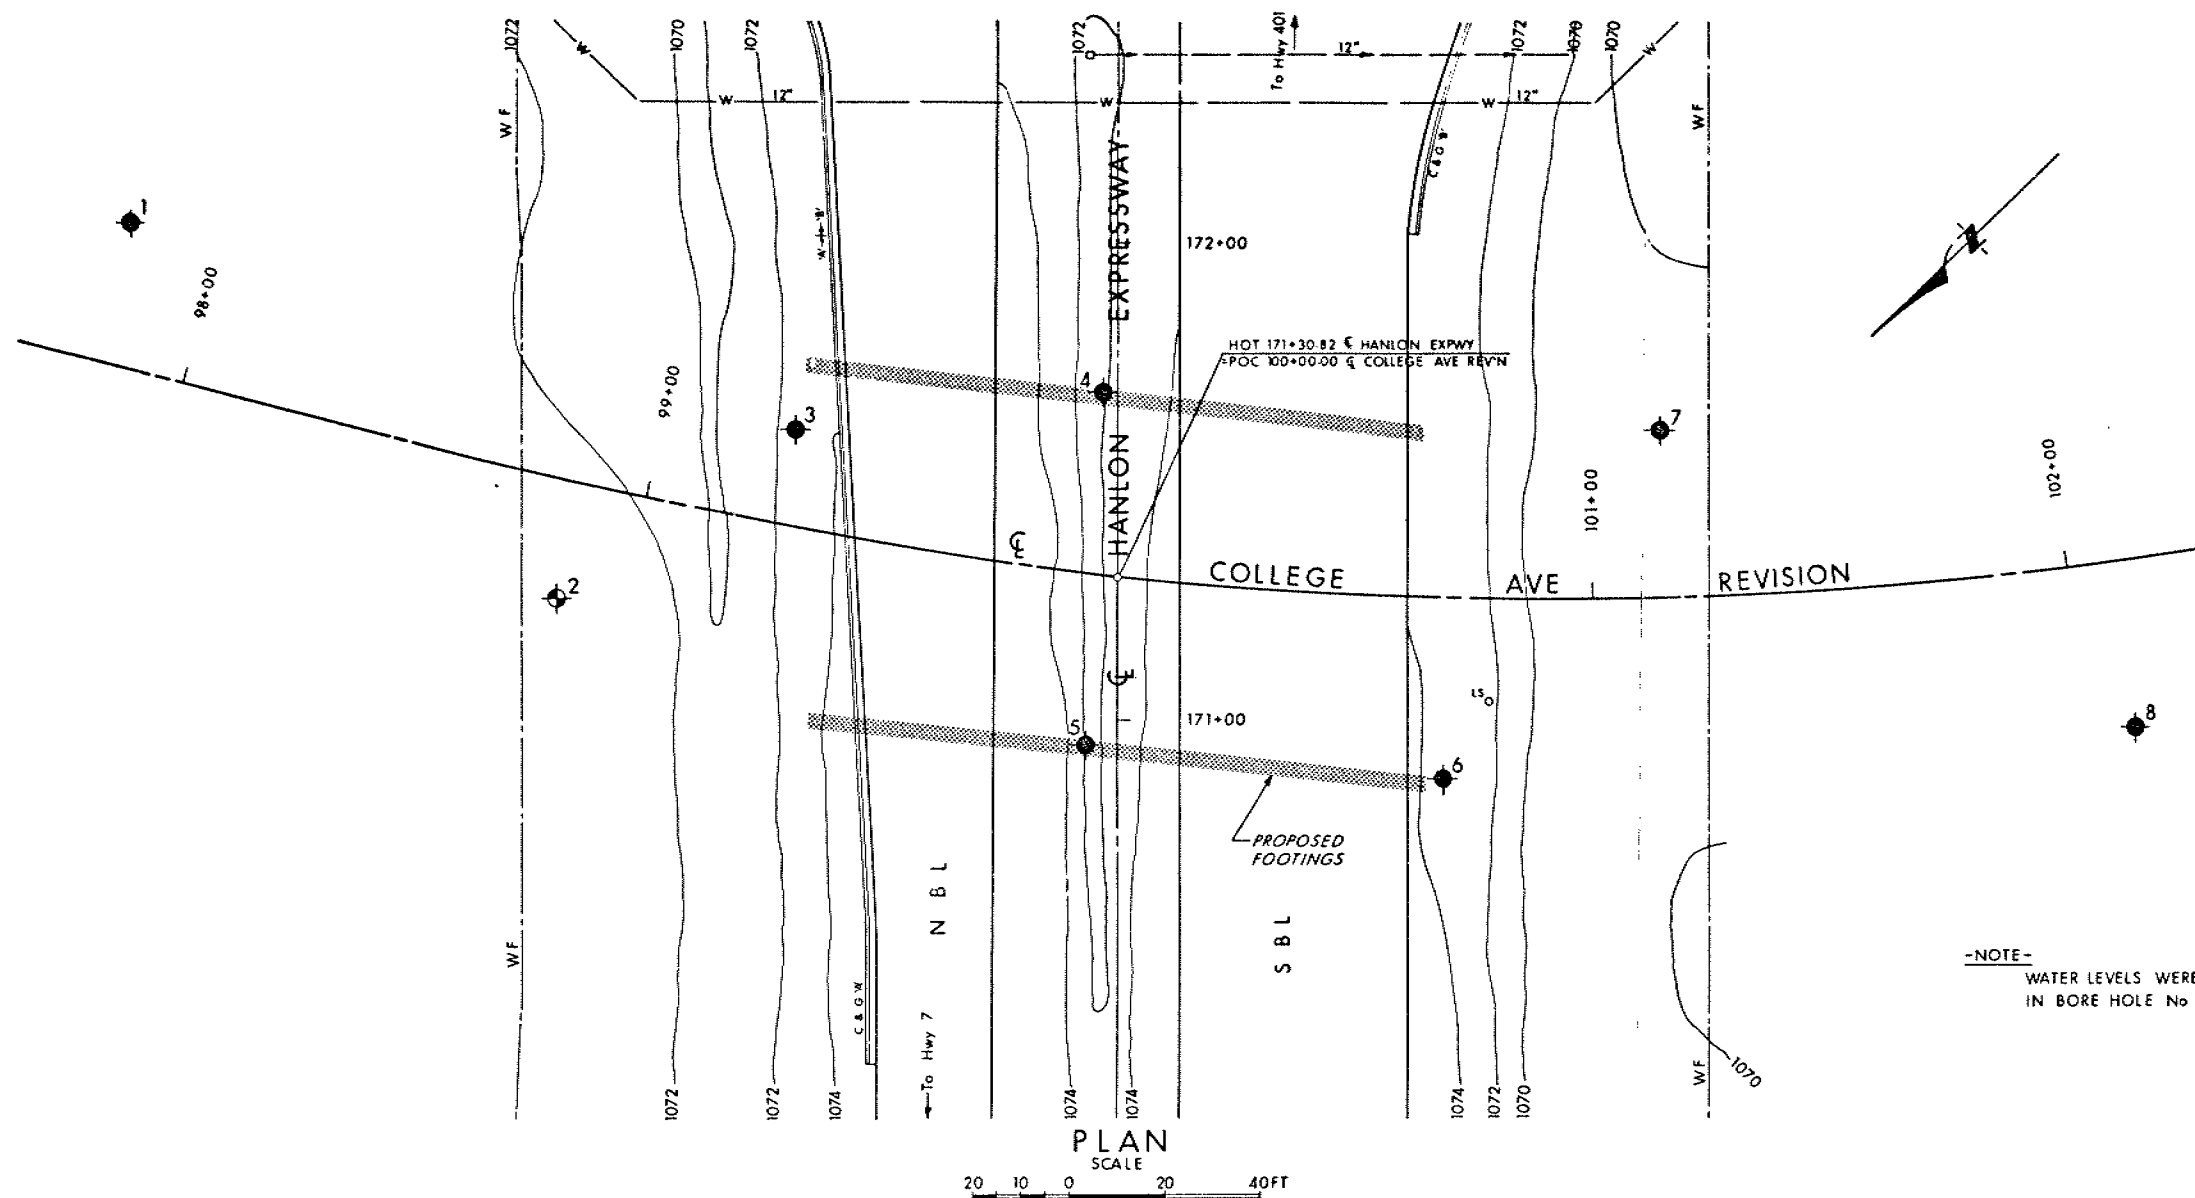 1072
1070
1072
1072
To Hwy 401
12"
1072
1070
1070
W
W
W
12"
W
W
12"
W F
WF
EXPRESSWAY
C & G 'B'
1
98+00
172+00
HOT 171+30.82 ℄ HANLON EXPWY
=POC 100+00.00 ℄ COLLEGE AVE REV'N
99+00
4
3
7
HANLON
101+00
102+00
℄
COLLEGE AVE REVISION
2
℄
LS
171+00
5
8
6
PROPOSED
FOOTINGS
N B L
S B L
W F
-NOTE-
WATER LEVELS WERE
IN BORE HOLE No
C & G W
To Hwy 7
WF
1070
1072
1072
1074
1074
1074
1074
1072
1070
PLAN
SCALE
20 10 0 20 40FT